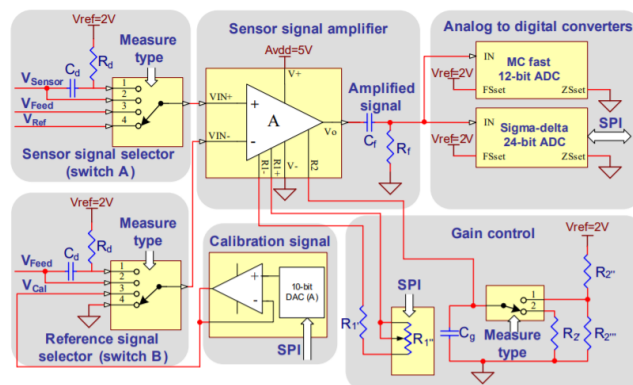 Vref=2V
Measure
type
Rd
Cd
VSensor
VFeed
VRef
1
2
3
4
Sensor signal selector
(switch A)
Sensor signal amplifier
Avdd=5V
V+
VIN+
VIN-
+
-
A
Vo
R1-
R1+
V-
R2
Amplified
signal
Cf
Rf
Analog to digital converters
IN
MC fast
12-bit ADC
Vref=2V
FSset
ZSset
SPI
IN
Sigma-delta
24-bit ADC
Vref=2V
FSset
ZSset
Vref=2V
Measure
type
Rd
Cd
VFeed
VCal
1
2
3
4
Reference signal
selector (switch B)
Calibration signal
+
-
10-bit
DAC (A)
SPI
Gain control
Vref=2V
SPI
R1'
R1"
Cg
1
2
Measure
type
R2
R2"
R2'"